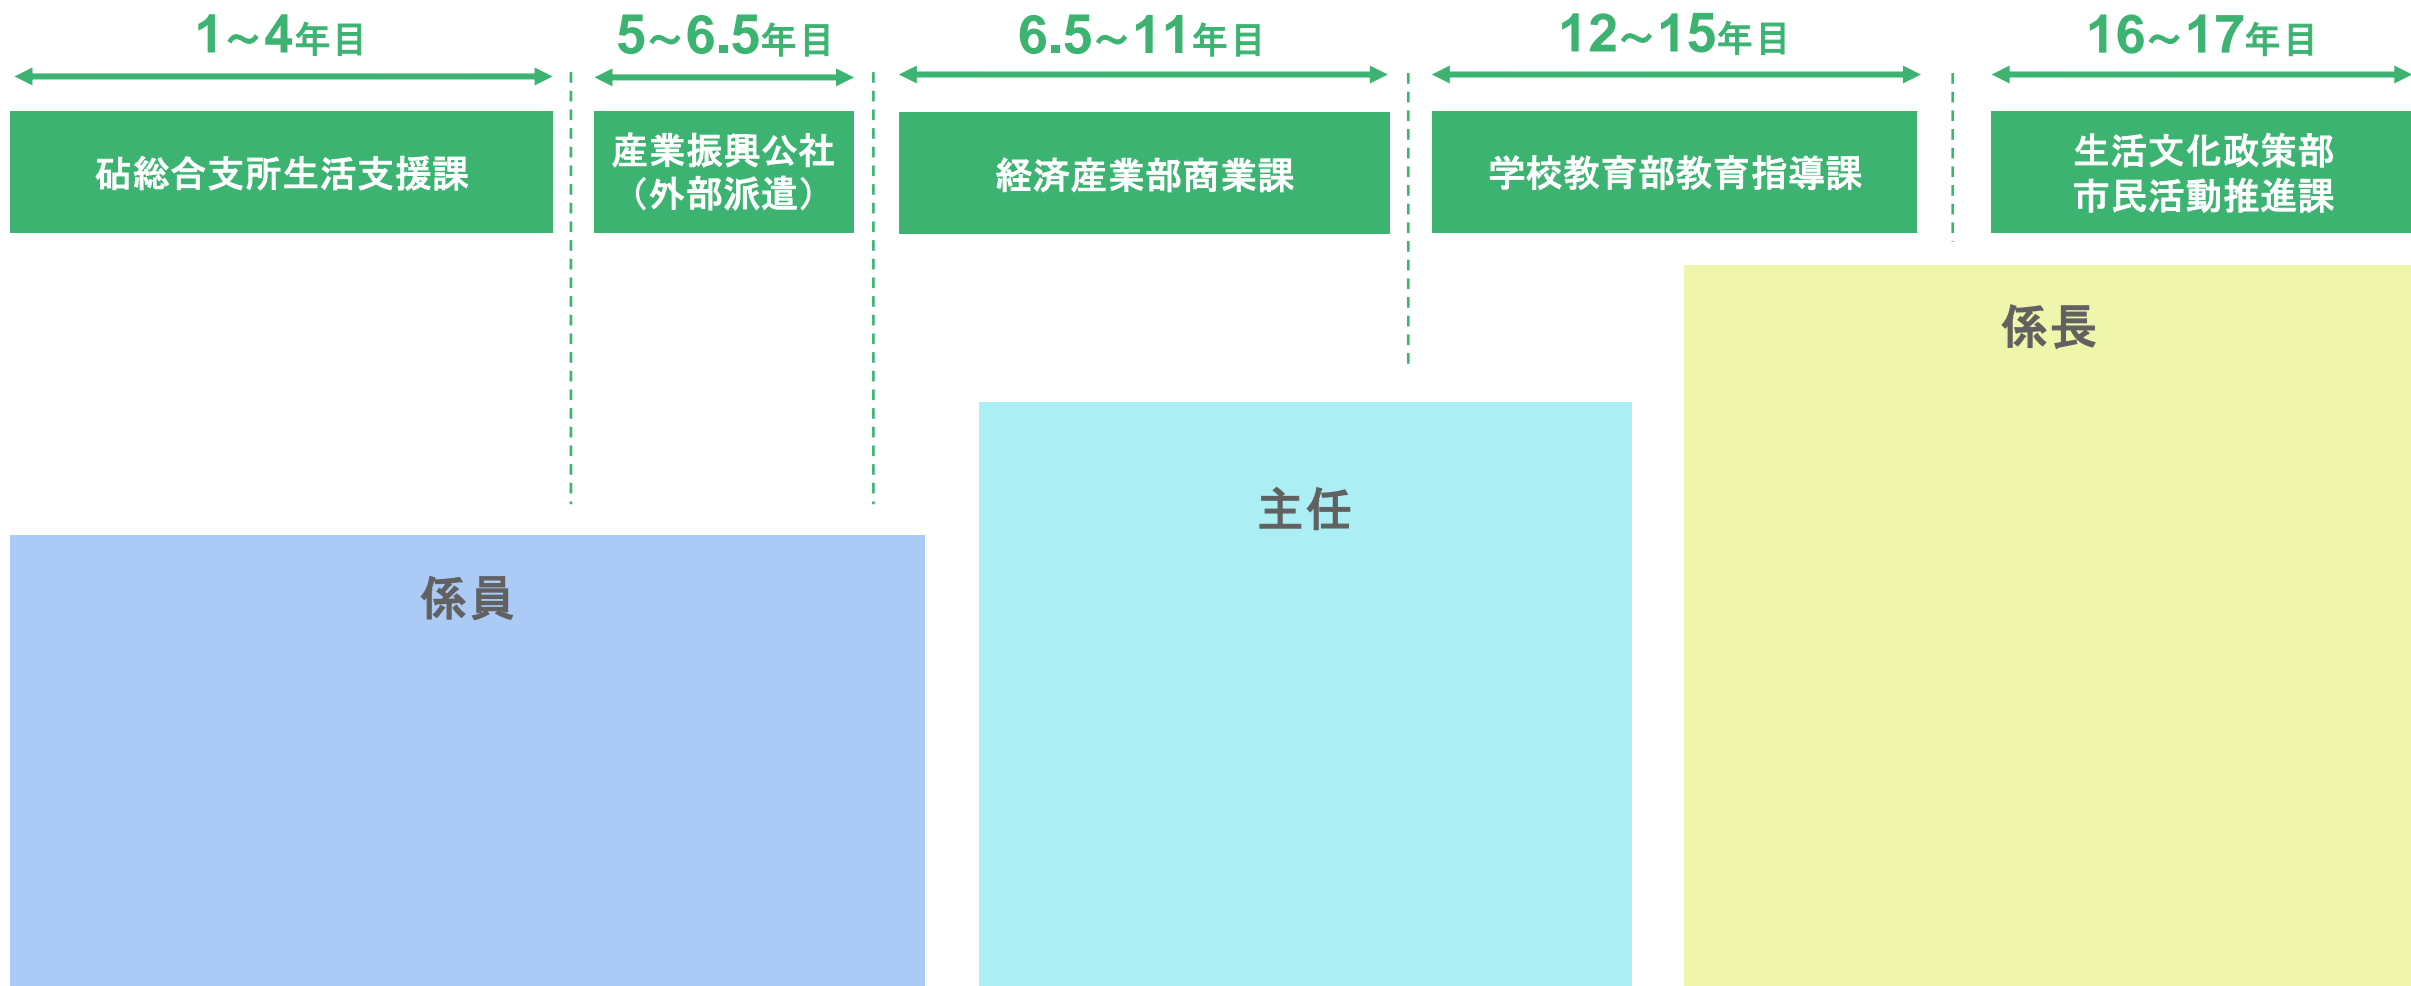 1～4年目
5～6.5年目
6.5～11年目
12～15年目
16～17年目
砧総合支所生活支援課
産業振興公社
（外部派遣）
経済産業部商業課
学校教育部教育指導課
生活文化政策部
市民活動推進課
係長
主任
係員